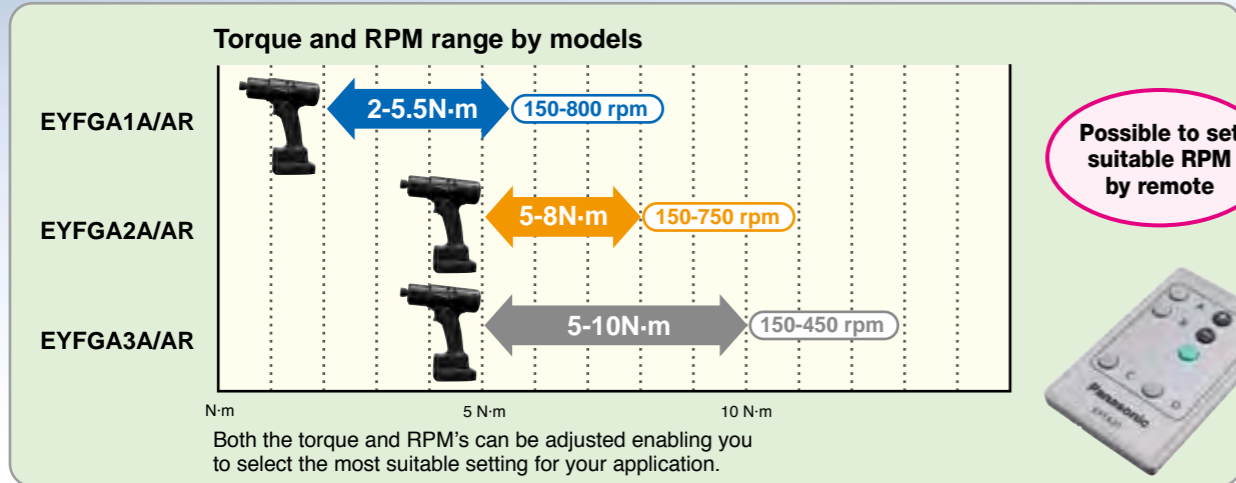 Torque and RPM range by models
EYFGA1A/AR
2-5.5N·m
150-800 rpm
EYFGA2A/AR
5-8N·m
150-750 rpm
EYFGA3A/AR
5-10N·m
150-450 rpm
N·m
5 N·m
10 N·m
Both the torque and RPM's can be adjusted enabling you
to select the most suitable setting for your application.
Possible to set
suitable RPM
by remote
A
B
C
D
Panasonic